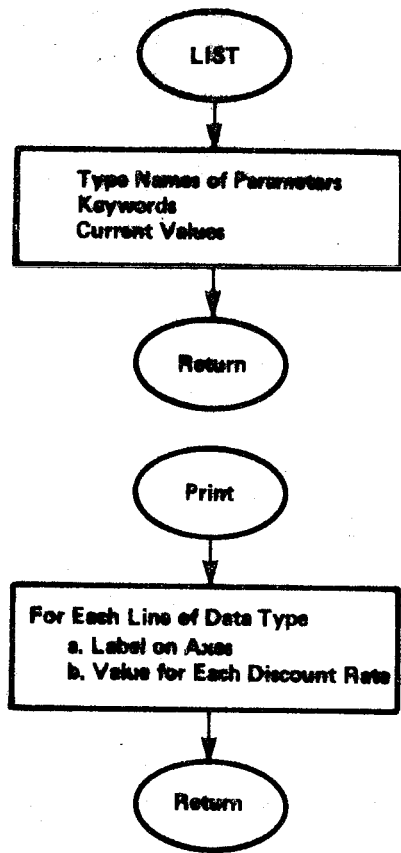 LIST
Type Names of Parameters
Keywords
Current Values
Return
Print
For Each Line of Data Type
a. Label on Axes
b. Value for Each Discount Rate
Return